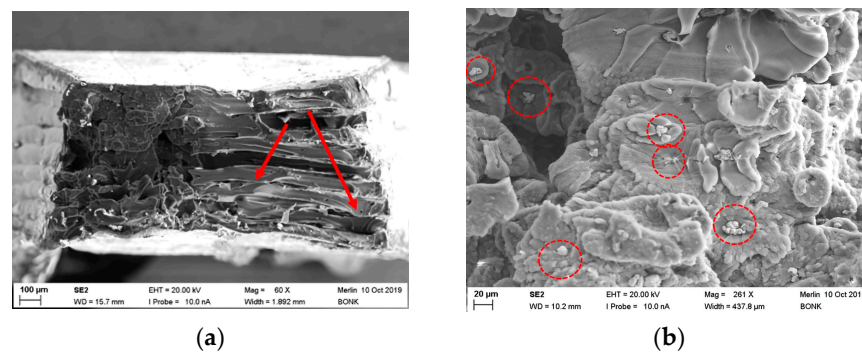 100 µm
SE2
EHT = 20.00 kV
Mag = 60 X
Merlin 10 Oct 2019
WD = 15.7 mm
I Probe = 10.0 nA
Width = 1.892 mm
BONK
20 µm
SE2
EHT = 20.00 kV
Mag = 261 X
Merlin 10 Oct 20
WD = 10.2 mm
I Probe = 10.0 nA
Width = 437.8 µm
BONK
(a)
(b)